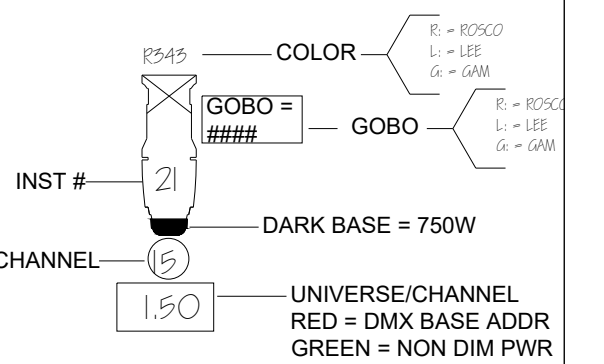 R343
COLOR
R: = ROSCO
L: = LEE
G: = GAM
GOBO =
####
GOBO
R: = ROSCO
L: = LEE
G: = GAM
INST #
21
DARK BASE = 750W
CHANNEL
15
1.50
UNIVERSE/CHANNEL
RED = DMX BASE ADDR
GREEN = NON DIM PWR